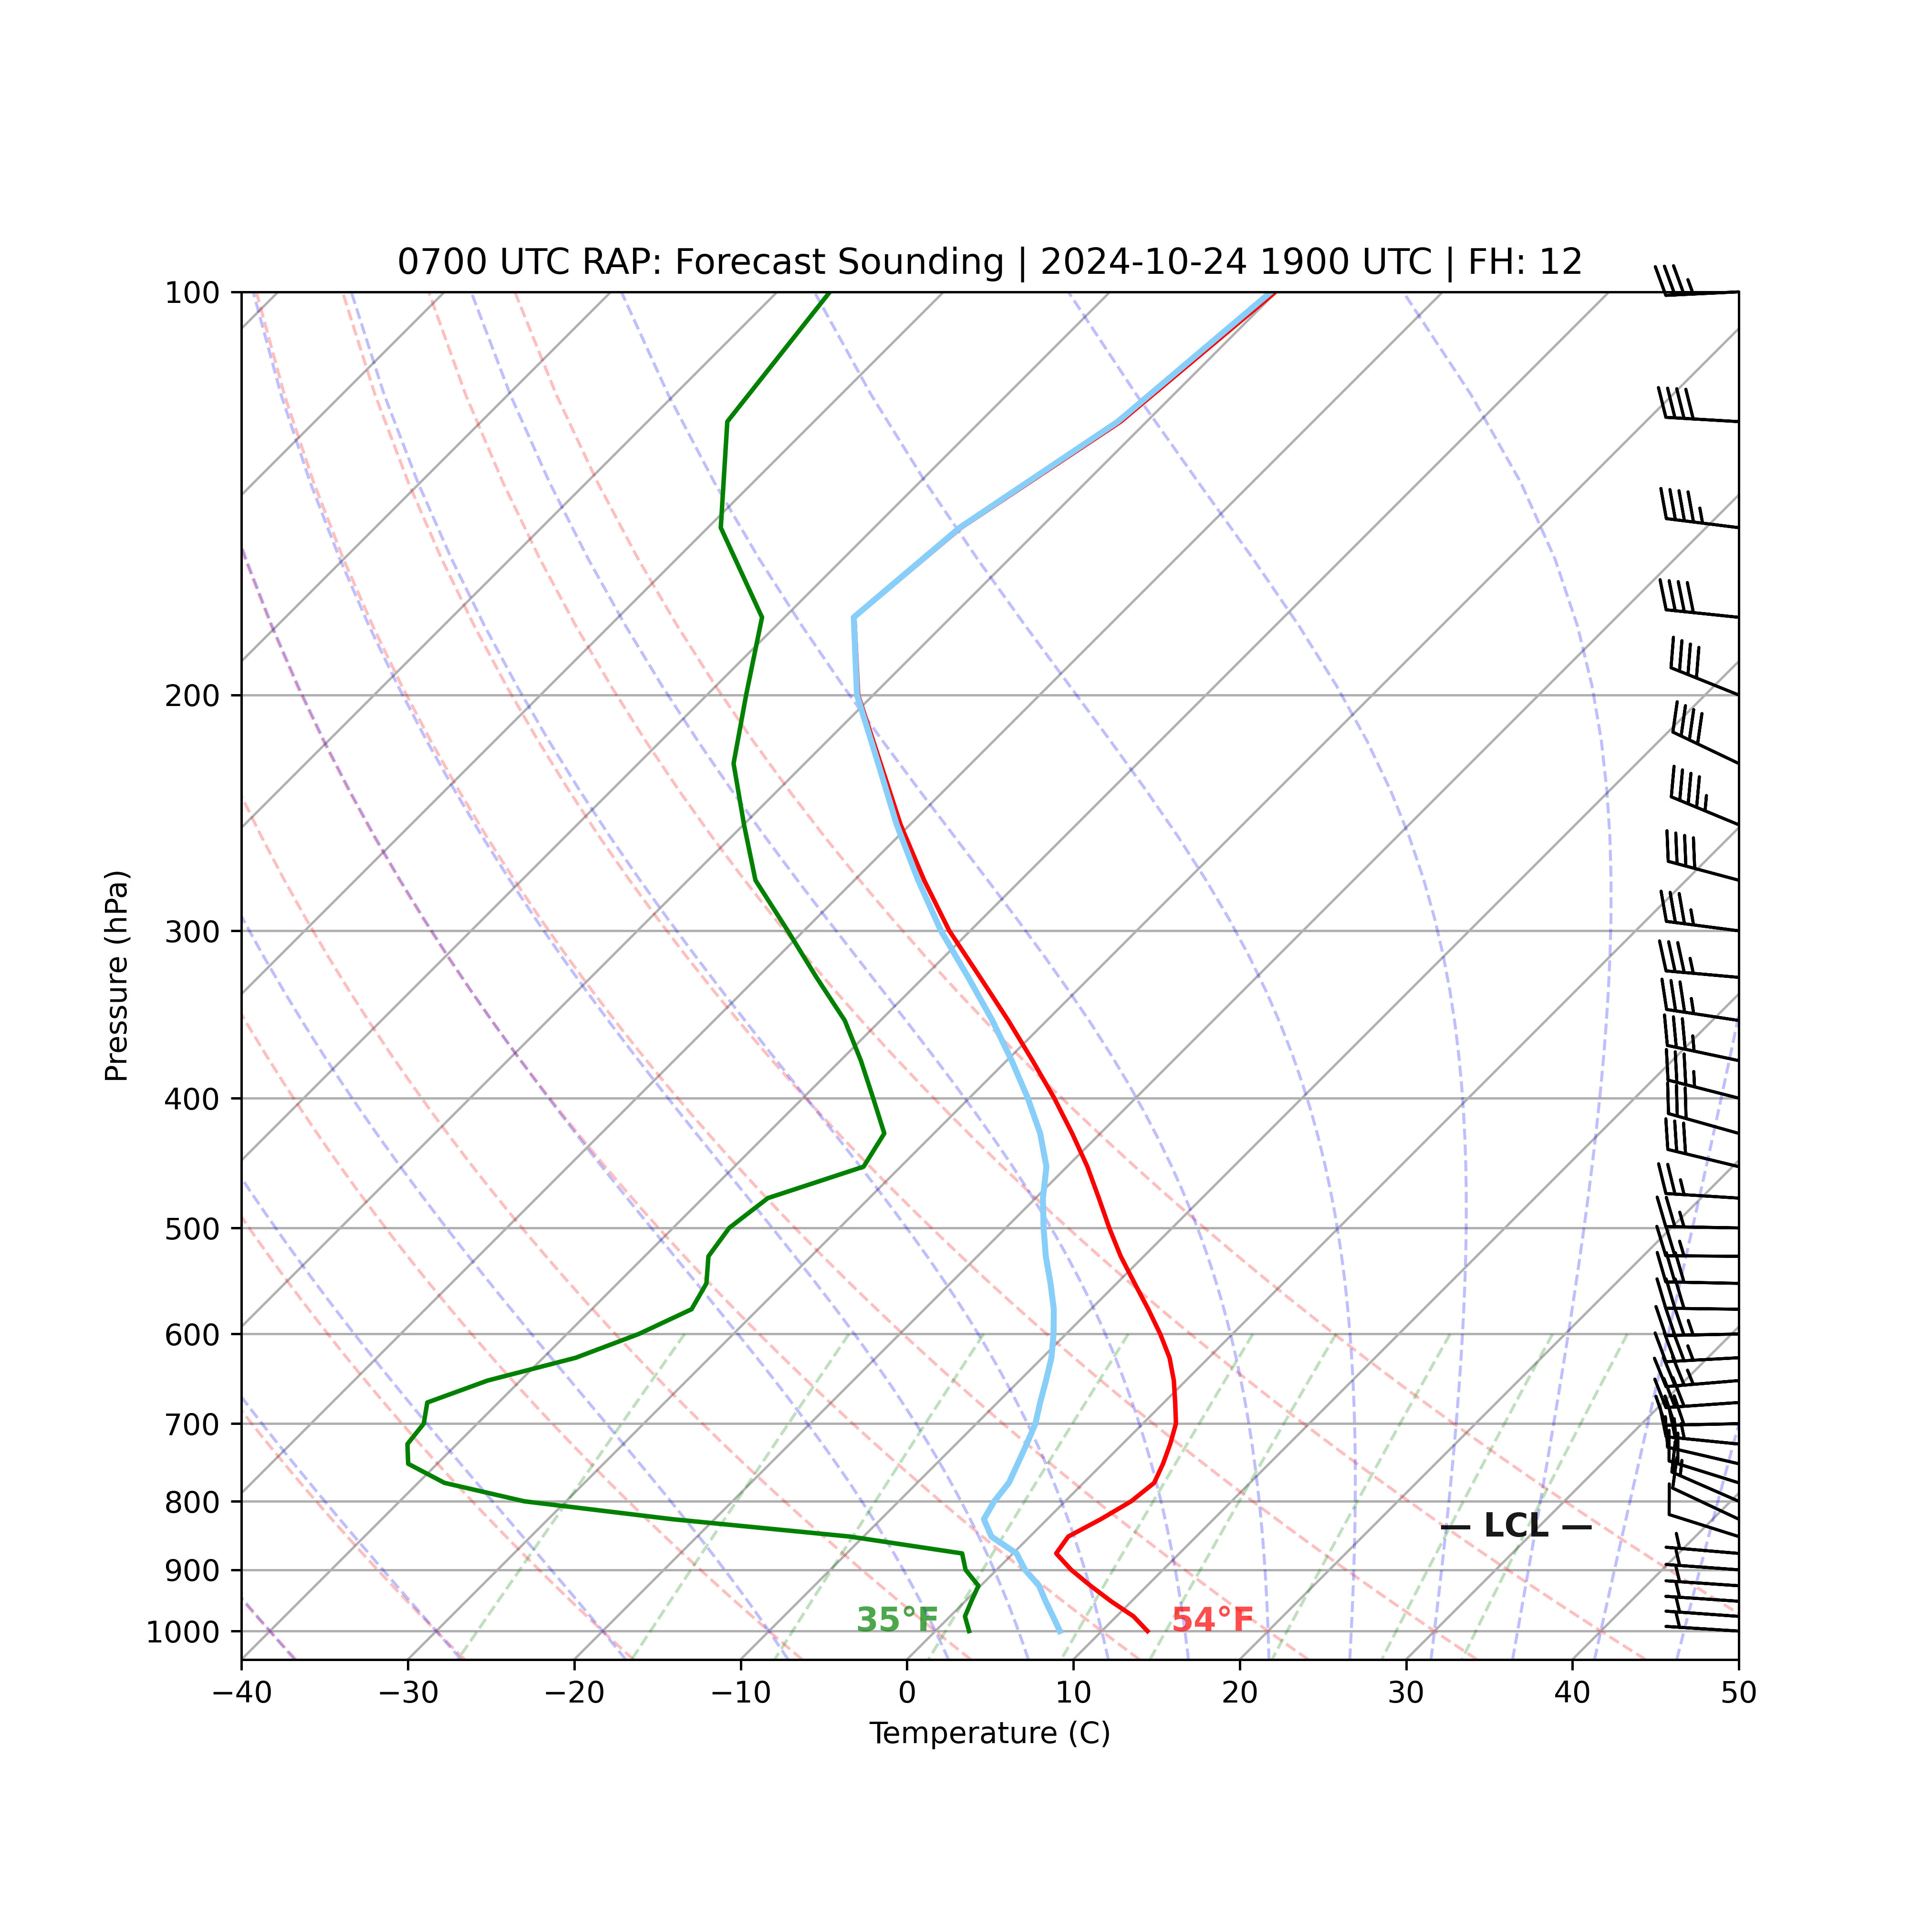 0700 UTC RAP: Forecast Sounding | 2024-10-24 1900 UTC | FH: 12
100
200
300
400
500
600
700
800
900
1000
Pressure (hPa)
— LCL —
35°F
54°F
−40 −30 −20 −10 0 10 20 30 40 50
Temperature (C)